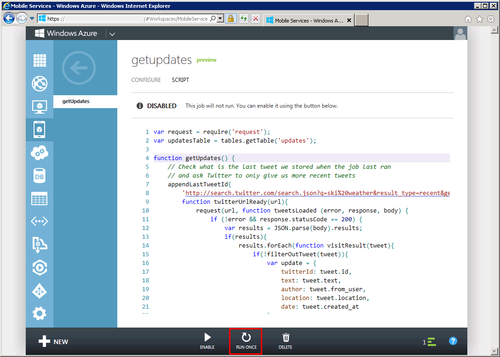 Mobile Services - Windows Azure - Windows Internet Explorer
https:// /#Workspaces/MobileService
Mobile Services - Windows A...
Windows Azure
getupdates preview
CONFIGURE SCRIPT
getUpdates
DISABLED This job will not run. You can enable it using the button below.
1 var request = require('request');
2 var updatesTable = tables.getTable('updates');
3
4 function getUpdates() {
5 // Check what is the last tweet we stored when the job last ran
6 // and ask Twitter to only give us more recent tweets
7 appendLastTweetId(
8 'http://search.twitter.com/search.json?q=ski%20weather&result_type=recent&ge
9 function twitterUrlReady(url){
10 request(url, function tweetsLoaded (error, response, body) {
11 if (!error && response.statusCode == 200) {
12 var results = JSON.parse(body).results;
13 if(results){
14 results.forEach(function visitResult(tweet){
15 if(!filterOutTweet(tweet)){
16 var update = {
17 twitterId: tweet.id,
18 text: tweet.text,
19 author: tweet.from_user,
20 location: tweet.location,
21 date: tweet.created_at
NEW
ENABLE
RUN ONCE
DELETE
1
?